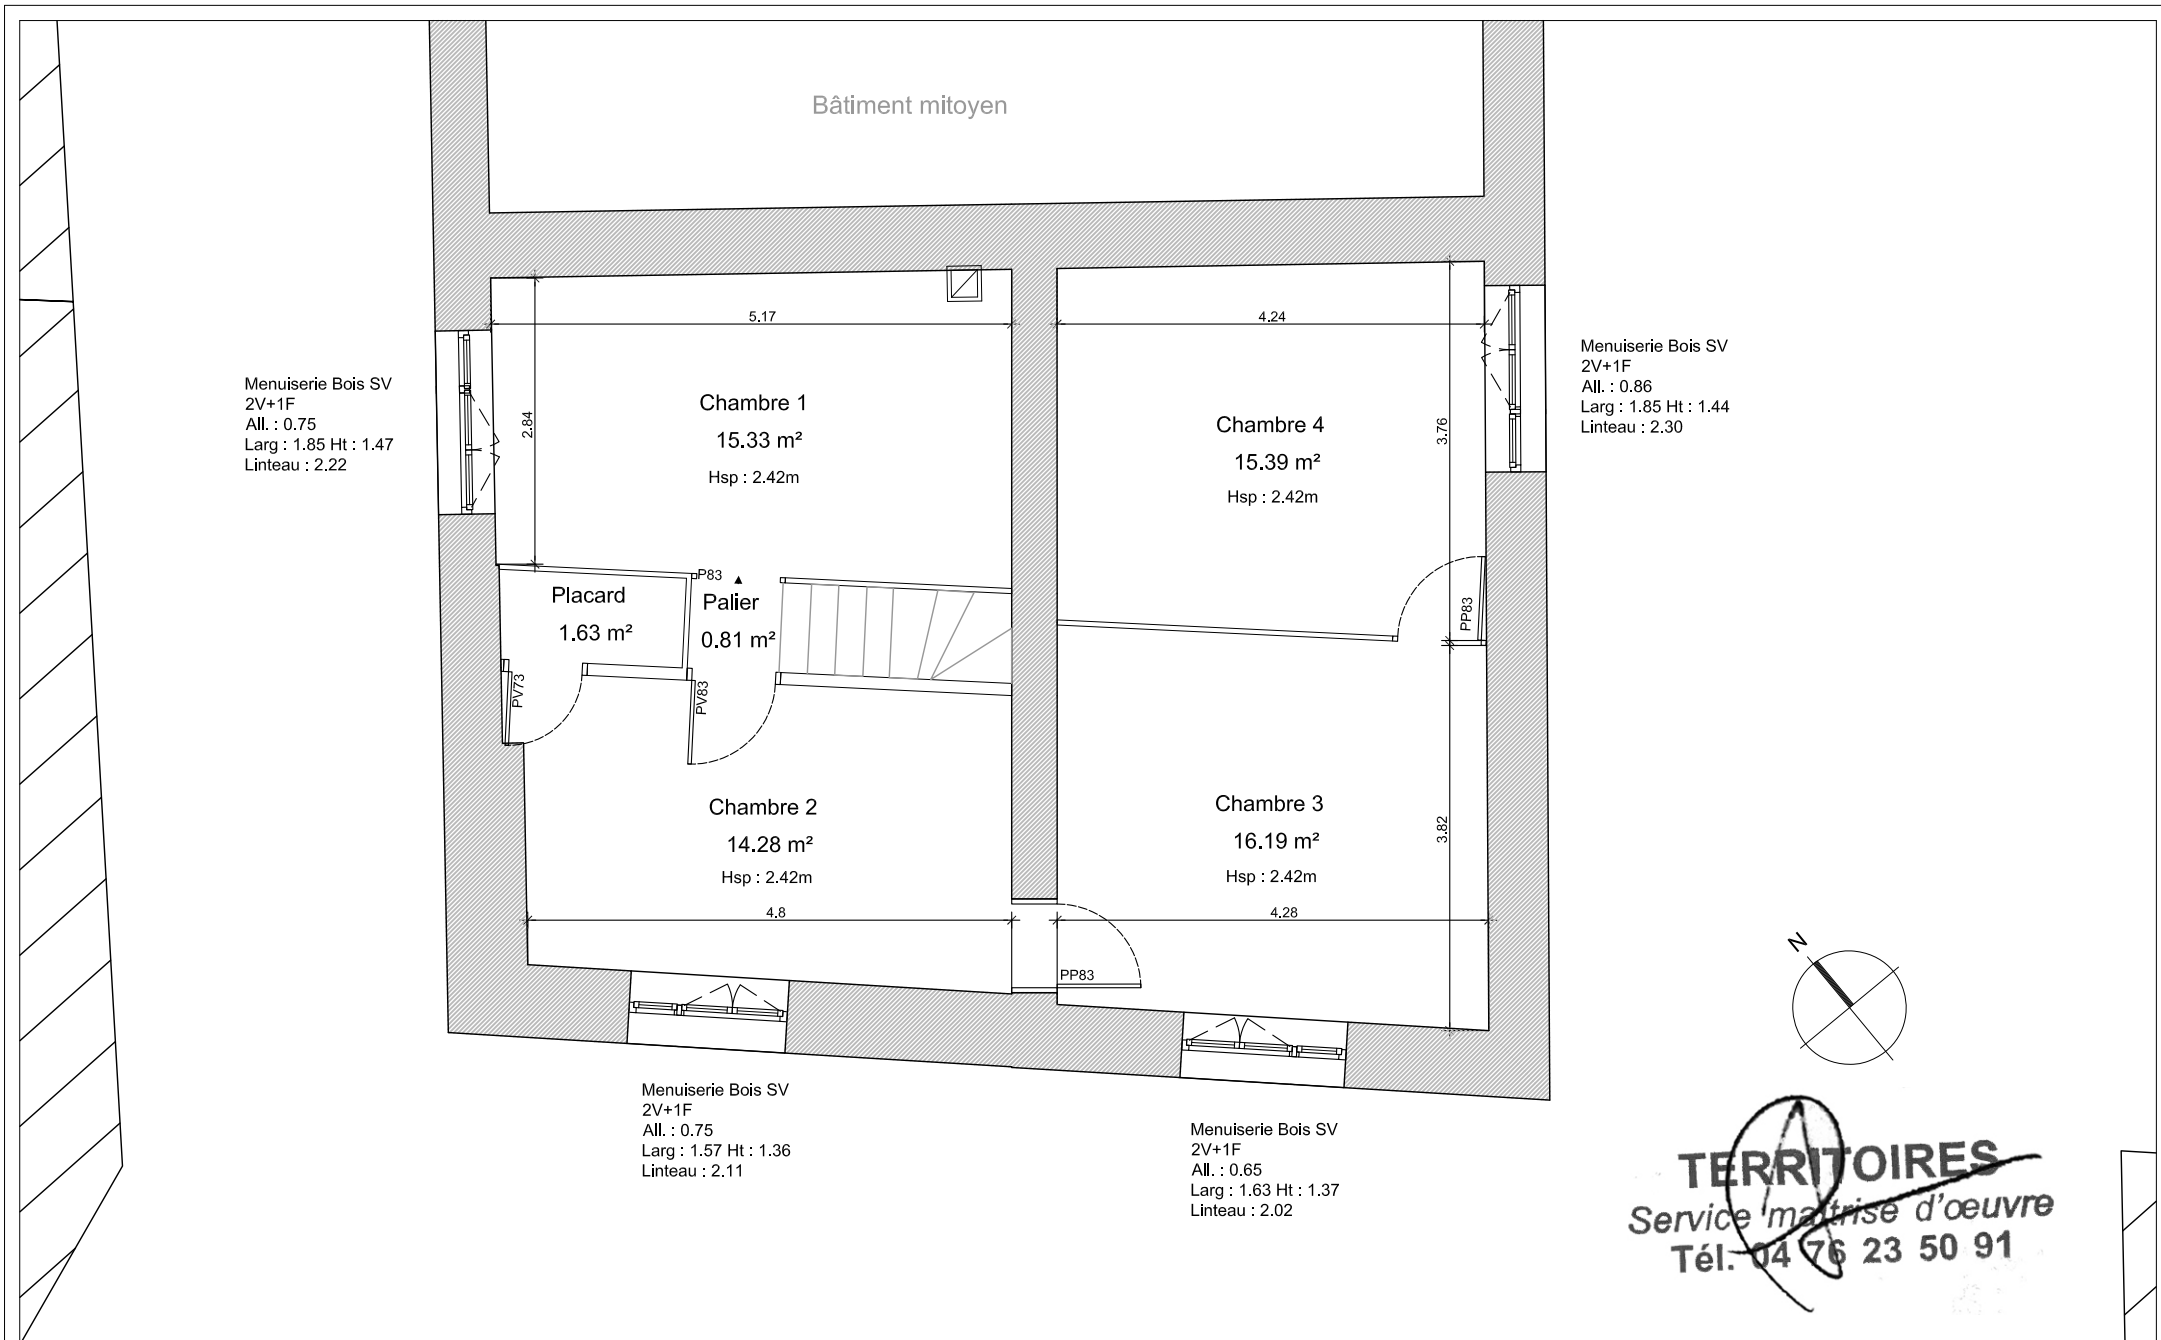 Bâtiment mitoyen
5.17
4.24
Menuiserie Bois SV
2V+1F
All. : 0.75
Larg : 1.85 Ht : 1.47
Linteau : 2.22
2.84
Chambre 1
15.33 m²
Hsp : 2.42m
Chambre 4
15.39 m²
Hsp : 2.42m
3.76
Menuiserie Bois SV
2V+1F
All. : 0.86
Larg : 1.85 Ht : 1.44
Linteau : 2.30
Placard
1.63 m²
P83
Palier
0.81 m²
PP83
PV73
PV83
Chambre 2
14.28 m²
Hsp : 2.42m
Chambre 3
16.19 m²
Hsp : 2.42m
3.82
4.8
4.28
PP83
N
Menuiserie Bois SV
2V+1F
All. : 0.75
Larg : 1.57 Ht : 1.36
Linteau : 2.11
Menuiserie Bois SV
2V+1F
All. : 0.65
Larg : 1.63 Ht : 1.37
Linteau : 2.02
TERRITOIRES
Service maîtrise d'œuvre
Tél. 04 76 23 50 91